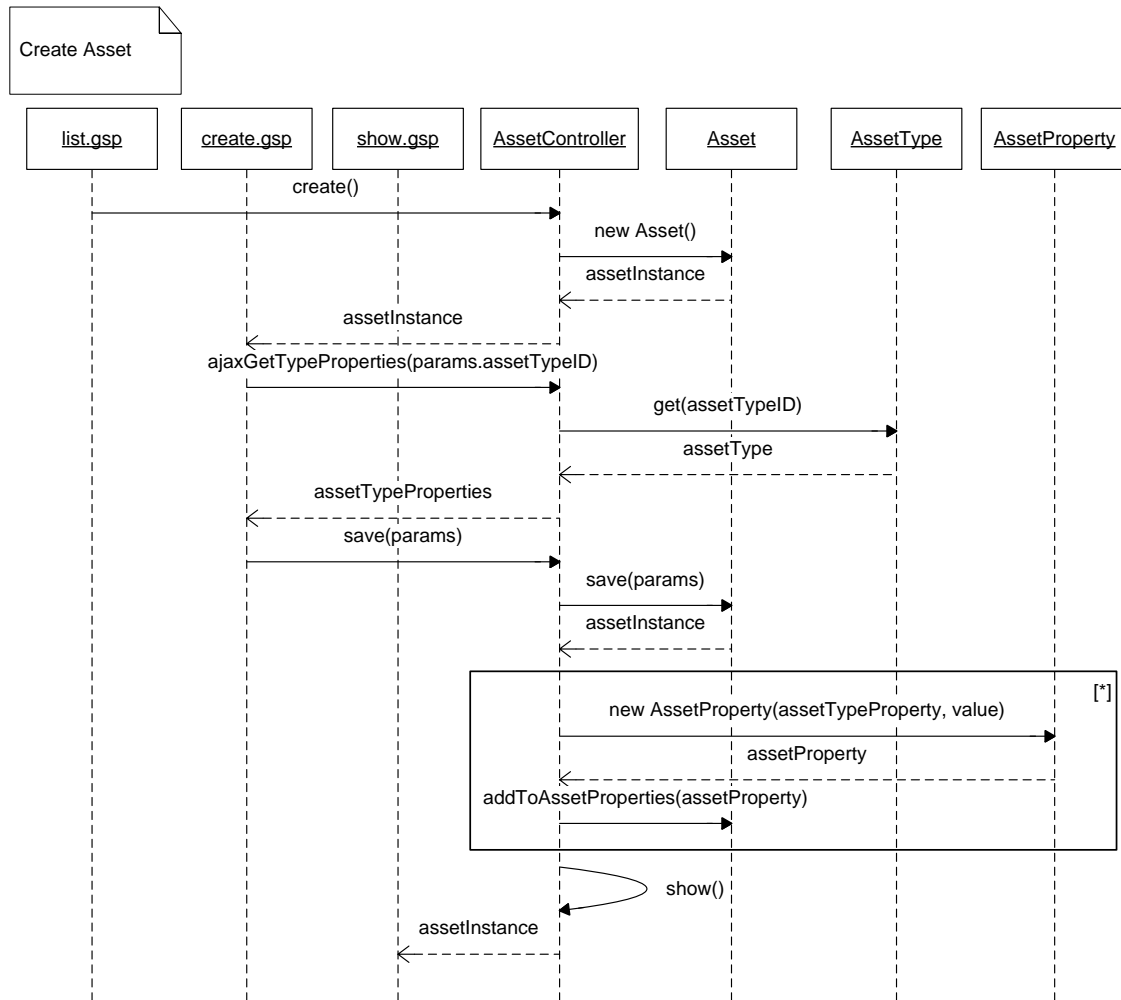 Create Asset
list.gsp
create.gsp
show.gsp
AssetController
Asset
AssetType
AssetProperty
create()
new Asset()
assetInstance
assetInstance
ajaxGetTypeProperties(params.assetTypeID)
get(assetTypeID)
assetType
assetTypeProperties
save(params)
save(params)
assetInstance
[*]
new AssetProperty(assetTypeProperty, value)
assetProperty
addToAssetProperties(assetProperty)
show()
assetInstance